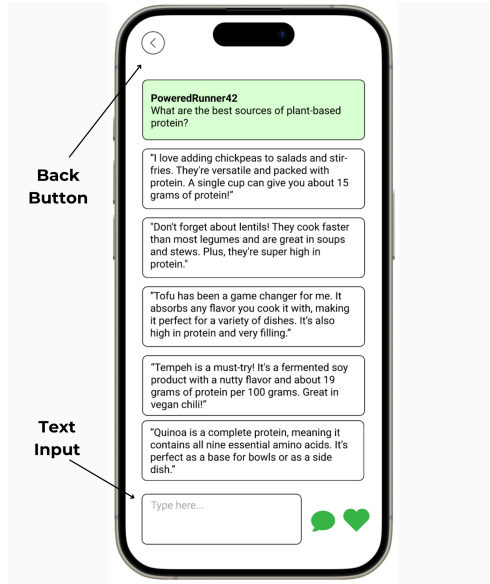 PoweredRunner42
What are the best sources of plant-based
protein?
"I love adding chickpeas to salads and stir-
fries. They're versatile and packed with
protein. A single cup can give you about 15
grams of protein!"
Back
Button
"Don't forget about lentils! They cook faster
than most legumes and are great in soups
and stews. Plus, they're super high in
protein."
"Tofu has been a game changer for me. It
absorbs any flavor you cook it with, making
it perfect for a variety of dishes. It's also
high in protein and very filling."
"Tempeh is a must-try! It's a fermented soy
product with a nutty flavor and about 19
grams of protein per 100 grams. Great in
vegan chili!"
"Quinoa is a complete protein, meaning it
contains all nine essential amino acids. It's
perfect as a base for bowls or as a side
dish."
Text
Input
Type here...